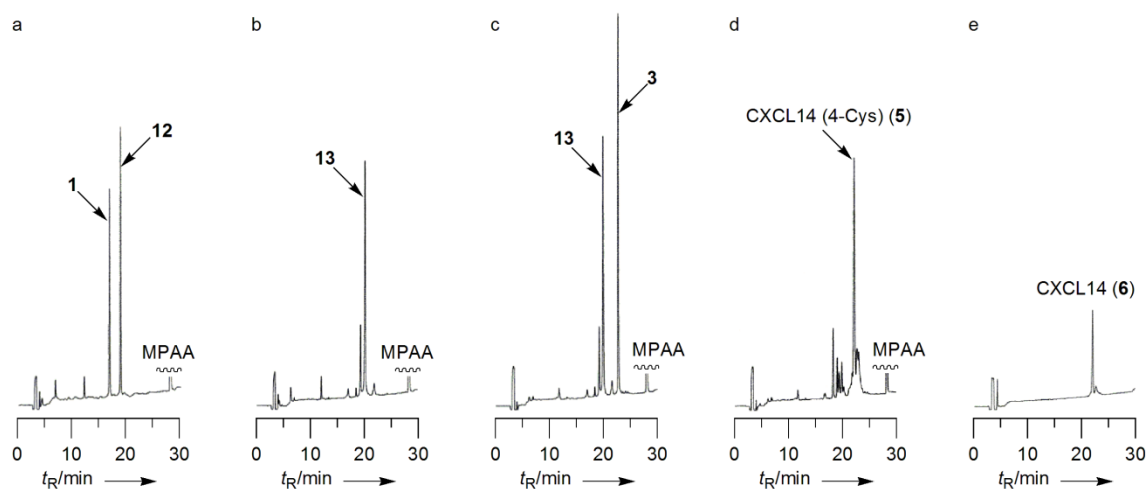 a
1
12
MPAA
0 10 20 30
tR/min
b
13
MPAA
0 10 20 30
tR/min
c
3
13
MPAA
0 10 20 30
tR/min
d
CXCL14 (4-Cys) (5)
MPAA
0 10 20 30
tR/min
e
CXCL14 (6)
0 10 20 30
tR/min